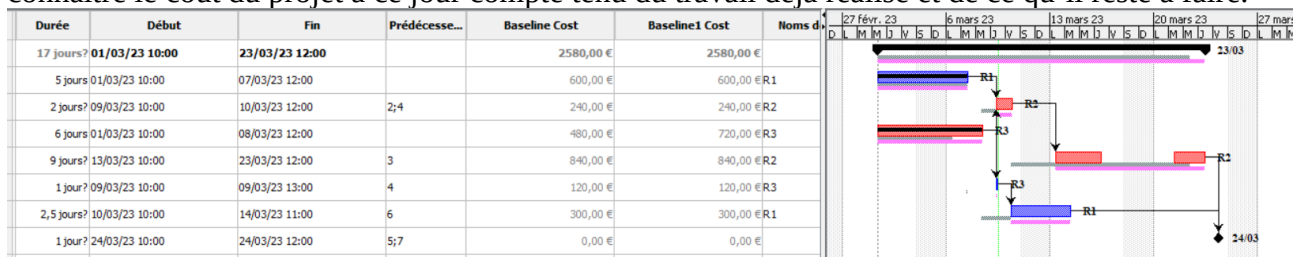 Connaître le coût du projet à ce jour compte tenu du travail déjà réalisé et de ce qu'il reste à faire.
Durée Début Fin Prédécesse... Baseline Cost Baseline1 Cost Noms d 27 févr. 23 6 mars 23 13 mars 23 20 mars 23 27 mars
D L M M J V S D L M M J V S D L M M J V S D L M M J V S D L M M
17 jours? 01/03/23 10:00 23/03/23 12:00 2580,00 € 2580,00 € 23/03
5 jours 01/03/23 10:00 07/03/23 12:00 600,00 € 600,00 € R1 R1
2 jours? 09/03/23 10:00 10/03/23 12:00 2;4 240,00 € 240,00 € R2 R2
6 jours 01/03/23 10:00 08/03/23 12:00 480,00 € 720,00 € R3 R3
9 jours? 13/03/23 10:00 23/03/23 12:00 3 840,00 € 840,00 € R2 R2
1 jour? 09/03/23 10:00 09/03/23 13:00 4 120,00 € 120,00 € R3 R3
2,5 jours? 10/03/23 10:00 14/03/23 11:00 6 300,00 € 300,00 € R1 R1
1 jour? 24/03/23 10:00 24/03/23 12:00 5;7 0,00 € 0,00 € 24/03